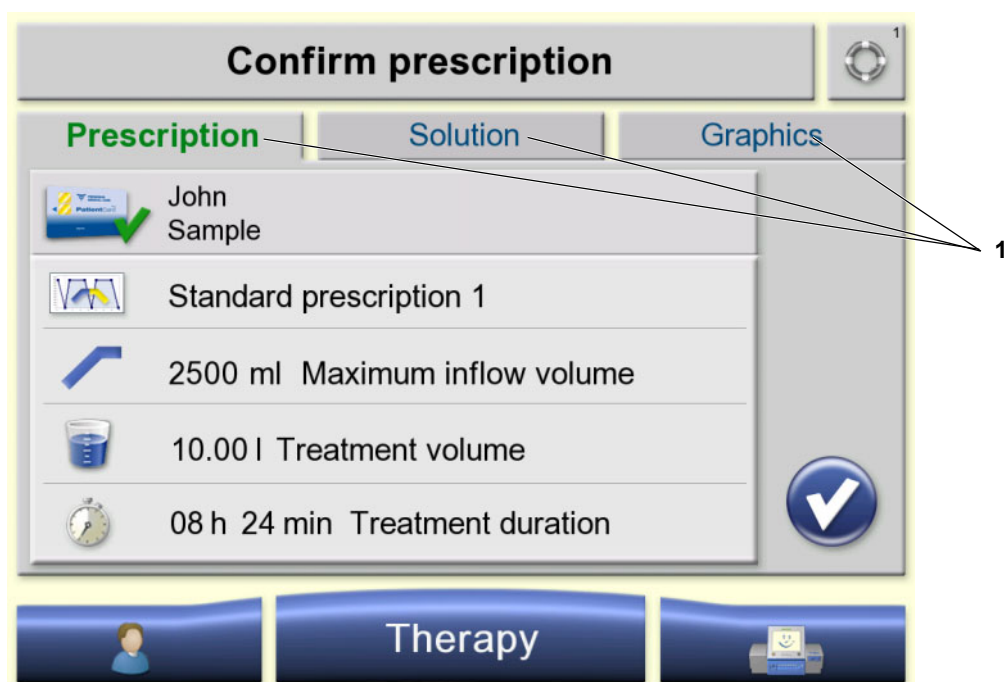 Confirm prescription
1
Prescription Solution Graphics
John
Sample
1
Standard prescription 1
2500 ml Maximum inflow volume
10.00 l Treatment volume
08 h 24 min Treatment duration
Therapy